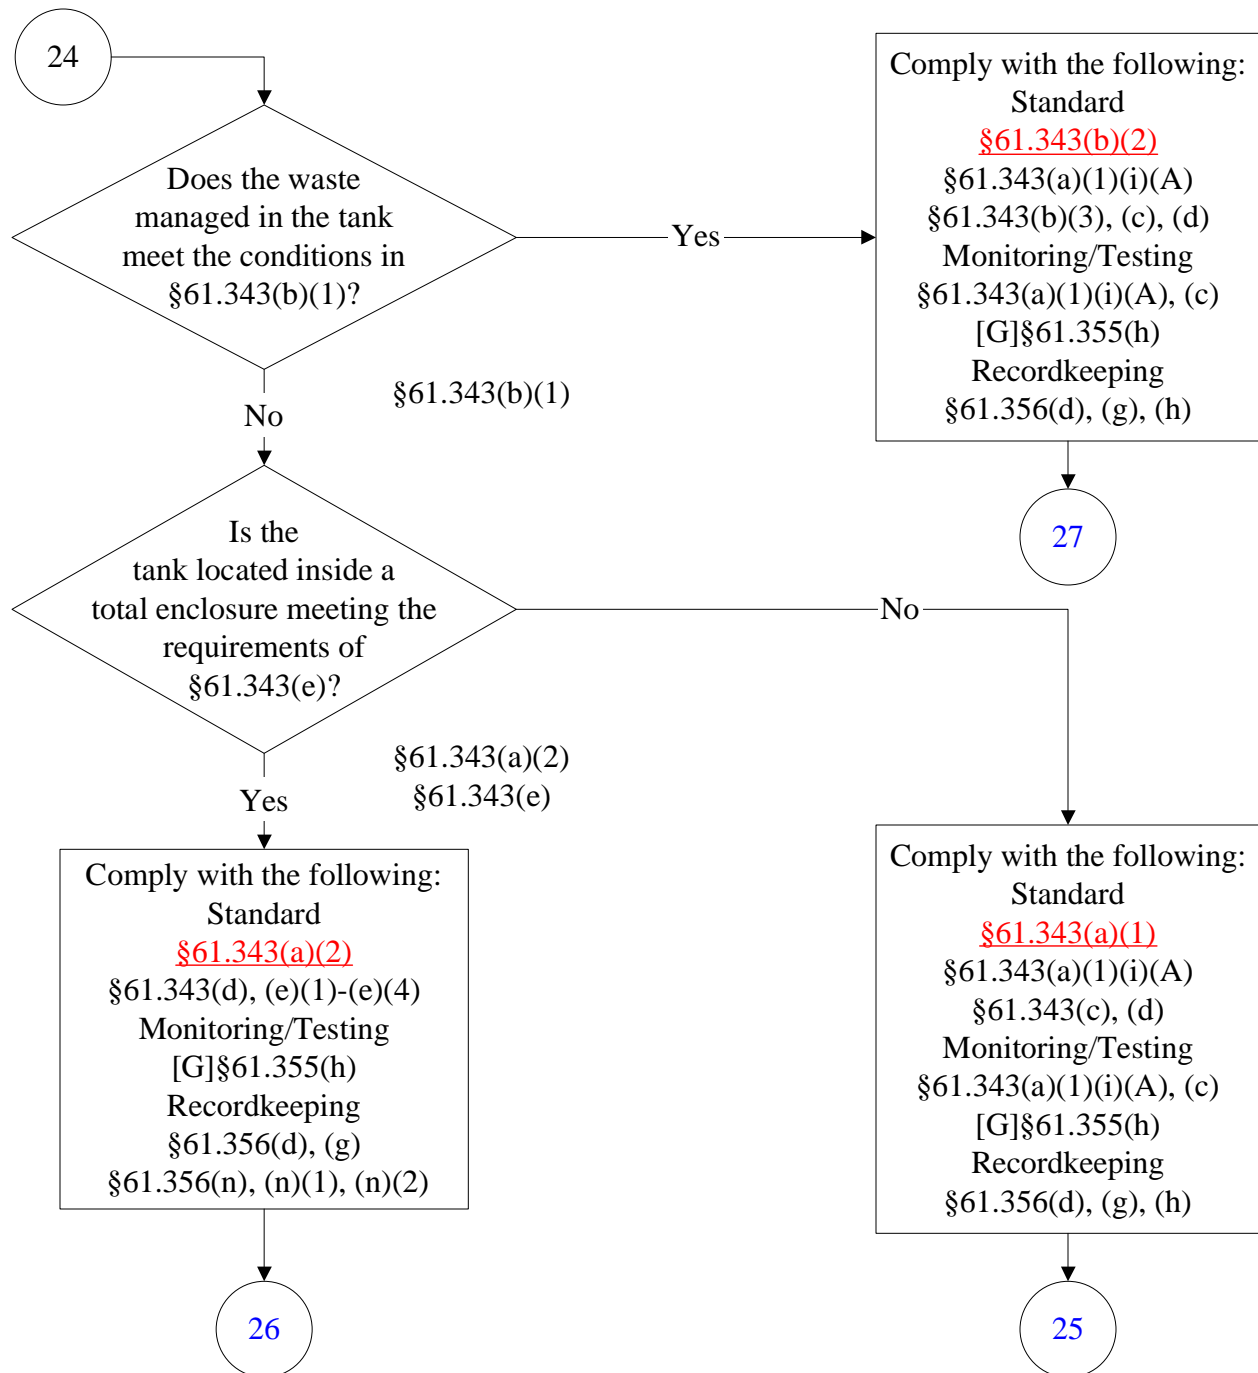 24
Does the waste
managed in the tank
meet the conditions in
§61.343(b)(1)?
Yes
Comply with the following:
Standard
§61.343(b)(2)
§61.343(a)(1)(i)(A)
§61.343(b)(3), (c), (d)
Monitoring/Testing
§61.343(a)(1)(i)(A), (c)
[G]§61.355(h)
Recordkeeping
§61.356(d), (g), (h)
27
No
§61.343(b)(1)
Is the
tank located inside a
total enclosure meeting the
requirements of
§61.343(e)?
No
§61.343(a)(2)
§61.343(e)
Yes
Comply with the following:
Standard
§61.343(a)(2)
§61.343(d), (e)(1)-(e)(4)
Monitoring/Testing
[G]§61.355(h)
Recordkeeping
§61.356(d), (g)
§61.356(n), (n)(1), (n)(2)
26
Comply with the following:
Standard
§61.343(a)(1)
§61.343(a)(1)(i)(A)
§61.343(c), (d)
Monitoring/Testing
§61.343(a)(1)(i)(A), (c)
[G]§61.355(h)
Recordkeeping
§61.356(d), (g), (h)
25